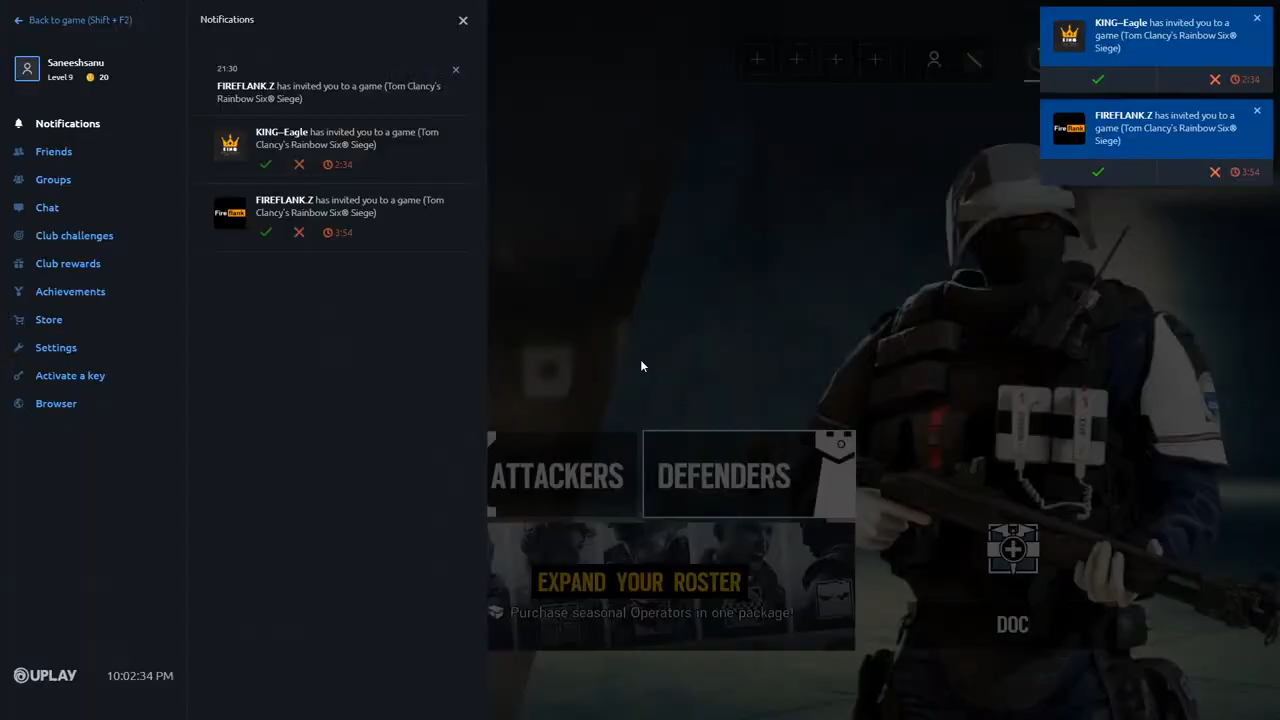 Back to game (Shift + F2)
Saneeshsanu
Level 9 20
Notifications
Friends
Groups
Chat
Club challenges
Club rewards
Achievements
Store
Settings
Activate a key
Browser
UPLAY 10:02:34 PM
Notifications
21:30
FIREFLANK.Z has invited you to a game (Tom Clancy's
Rainbow Six® Siege)
KING--Eagle has invited you to a game (Tom
Clancy's Rainbow Six® Siege)
2:34
FIREFLANK.Z has invited you to a game (Tom
Clancy's Rainbow Six® Siege)
3:54
KING--Eagle has invited you to a
game (Tom Clancy's Rainbow Six®
Siege)
2:34
FIREFLANK.Z has invited you to a
game (Tom Clancy's Rainbow Six®
Siege)
3:54
ATTACKERS
DEFENDERS
EXPAND YOUR ROSTER
Purchase seasonal Operators in one package!
DOC
KING
Fire flank
Fire flank